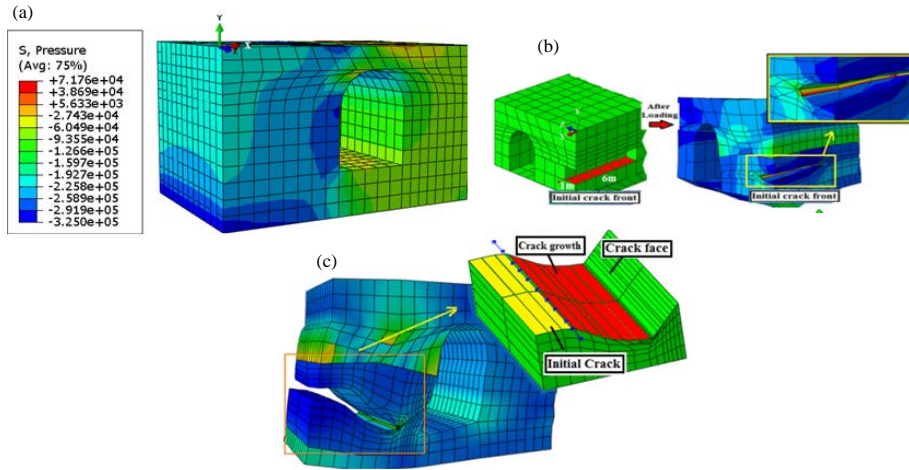 (a)
S, Pressure
(Avg: 75%)
+7.176e+04
+3.869e+04
+5.633e+03
-2.743e+04
-6.049e+04
-9.355e+04
-1.266e+05
-1.597e+05
-1.927e+05
-2.258e+05
-2.589e+05
-2.919e+05
-3.250e+05
Y
X
(b)
After
Loading
6m
Initial crack front
Initial crack front
(c)
Crack growth
Crack face
Initial Crack